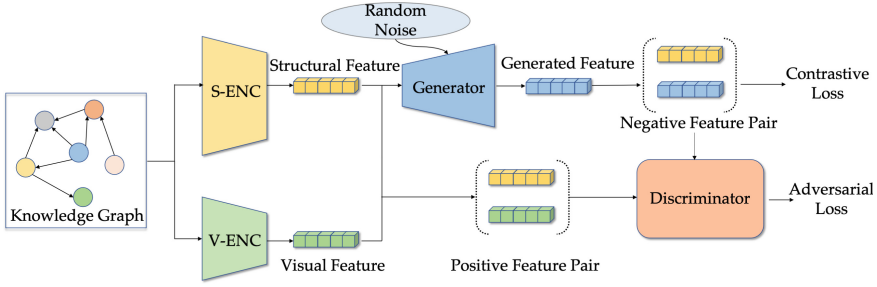 Random
Noise
S-ENC
Structural Feature
Generator
Generated Feature
Contrastive
Loss
Negative Feature Pair
Knowledge Graph
V-ENC
Visual Feature
Positive Feature Pair
Discriminator
Adversarial
Loss